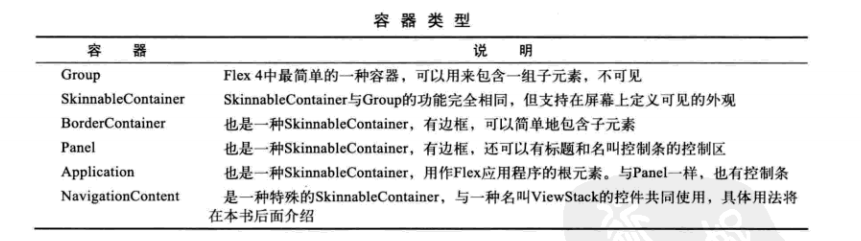 容器类型
容器 说明
Group Flex 4中最简单的一种容器，可以用来包含一组子元素，不可见
SkinnableContainer SkinnableContainer与Group的功能完全相同，但支持在屏幕上定义可见的外观
BorderContainer 也是一种SkinnableContainer，有边框，可以简单地包含子元素
Panel 也是一种SkinnableContainer，有边框，还可以有标题和名叫控制条的控制区
Application 也是一种SkinnableContainer，用作Flex应用程序的根元素。与Panel一样，也有控制条
NavigationContent 是一种特殊的SkinnableContainer，与一种名叫ViewStack的控件共同使用，具体用法将
在本书后面介绍